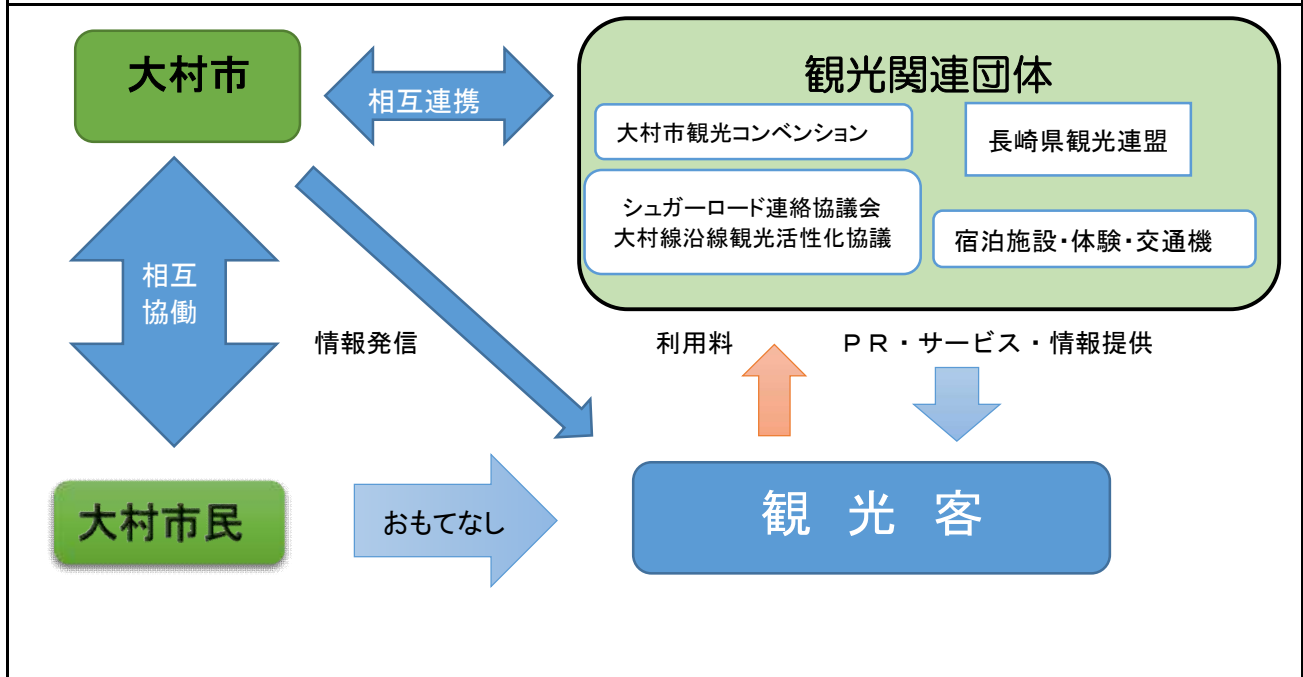 大村市
相互連携
観光関連団体
大村市観光コンベンション
長崎県観光連盟
シュガーロード連絡協議会
大村線沿線観光活性化協議
宿泊施設・体験・交通機
相互
協働
情報発信
利用料
ＰＲ・サービス・情報提供
大村市民
おもてなし
観 光 客